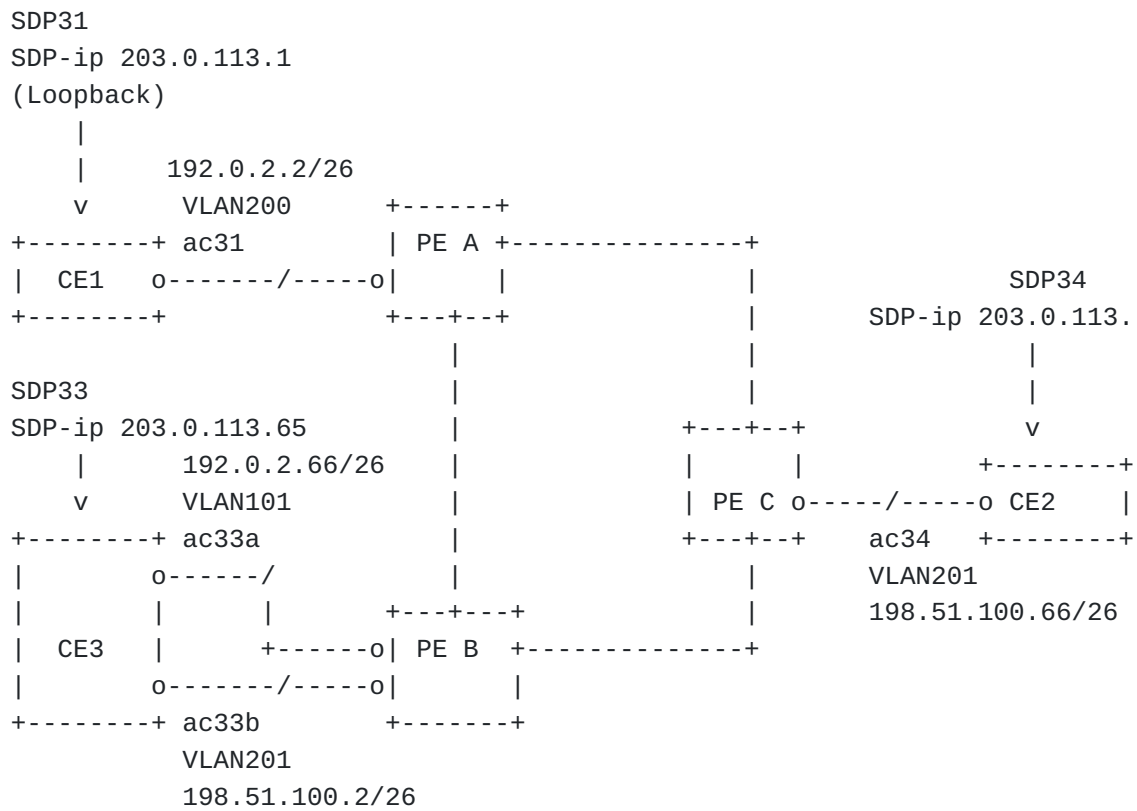 SDP31
SDP-ip 203.0.113.1
(Loopback)
192.0.2.2/26
VLAN200
ac31
PE A
CE1
SDP34
SDP-ip 203.0.113.
SDP33
SDP-ip 203.0.113.65
192.0.2.66/26
VLAN101
PE C
CE2
ac33a
ac34
VLAN201
198.51.100.66/26
CE3
PE B
ac33b
VLAN201
198.51.100.2/26